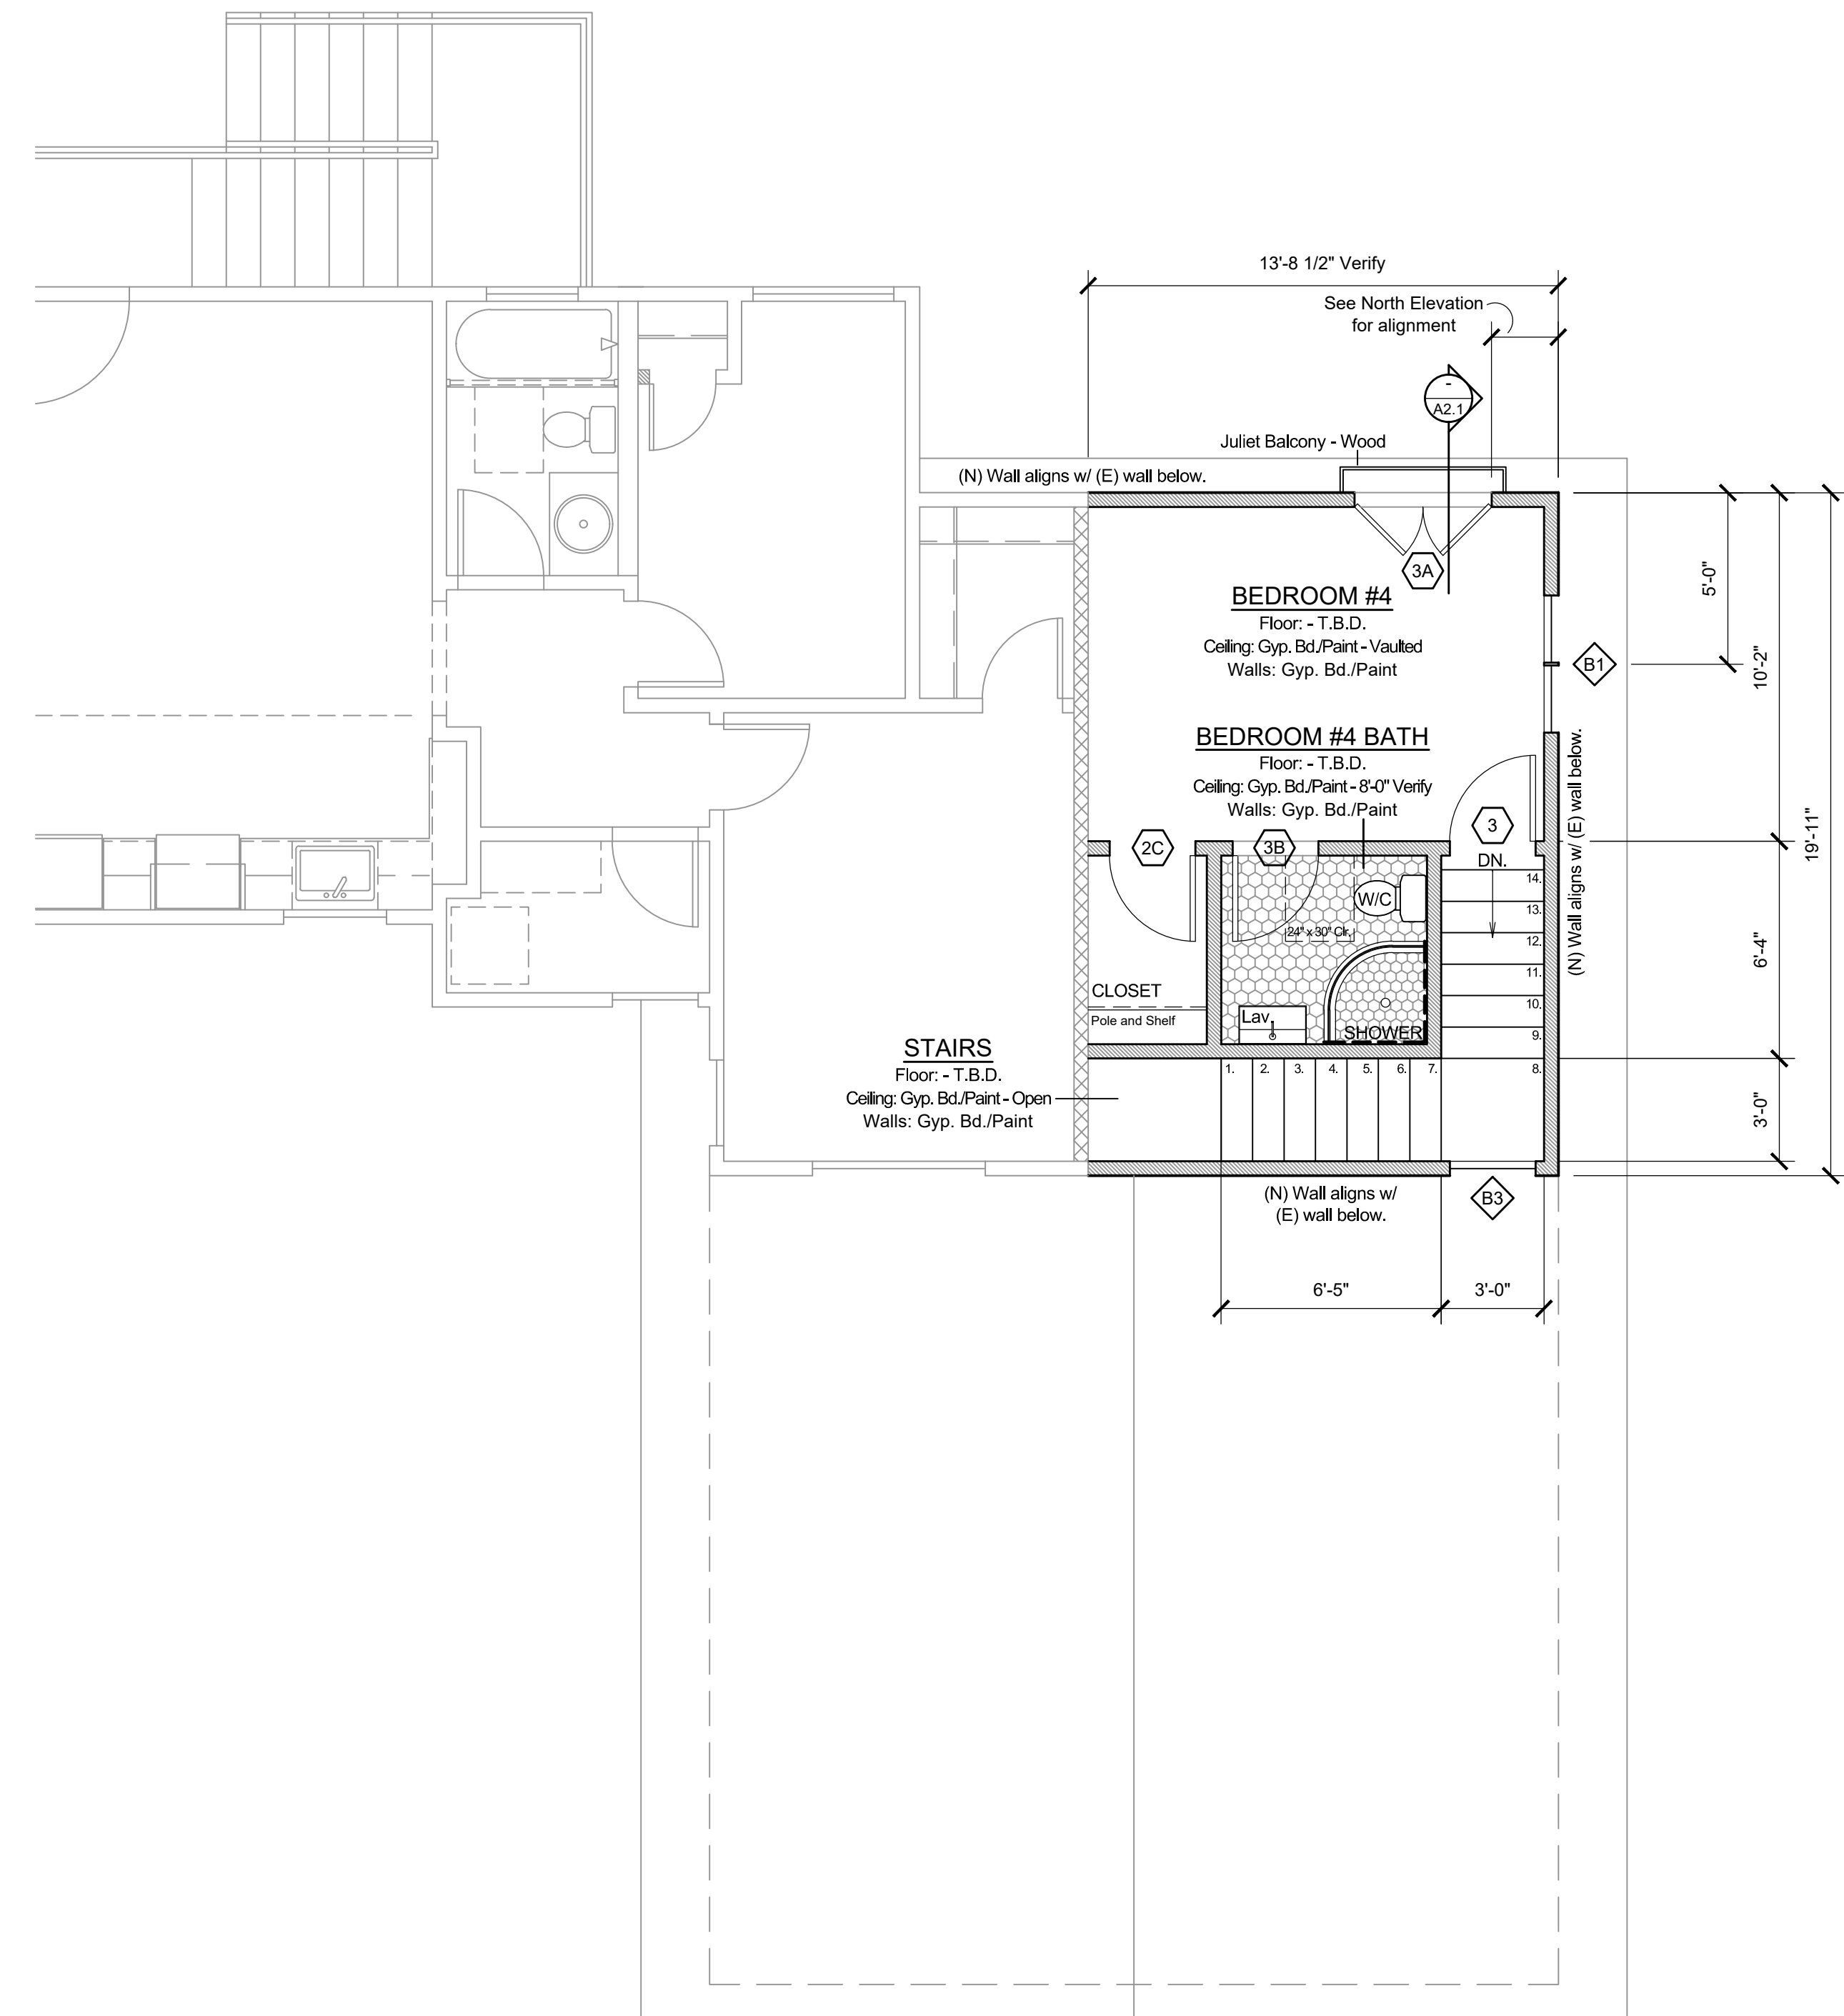 13'-8 1/2" Verify
See North Elevation
for alignment
-
A2.1
Juliet Balcony - Wood
(N) Wall aligns w/ (E) wall below.
3A
BEDROOM #4
Floor: - T.B.D.
Ceiling: Gyp. Bd./Paint - Vaulted
Walls: Gyp. Bd./Paint
B1
5'-0"
10'-2"
19'-11"
BEDROOM #4 BATH
Floor: - T.B.D.
Ceiling: Gyp. Bd./Paint - 8'-0" Verify
Walls: Gyp. Bd./Paint
(N) Wall aligns w/ (E) wall below.
2C
3B
3
DN.
W/C
24" x 30" Clr.
14.
13.
12.
11.
10.
9.
6'-4"
CLOSET
Pole and Shelf
Lav.
SHOWER
STAIRS
Floor: - T.B.D.
Ceiling: Gyp. Bd./Paint - Open
Walls: Gyp. Bd./Paint
1.
2.
3.
4.
5.
6.
7.
8.
3'-0"
(N) Wall aligns w/
(E) wall below.
B3
6'-5"
3'-0"